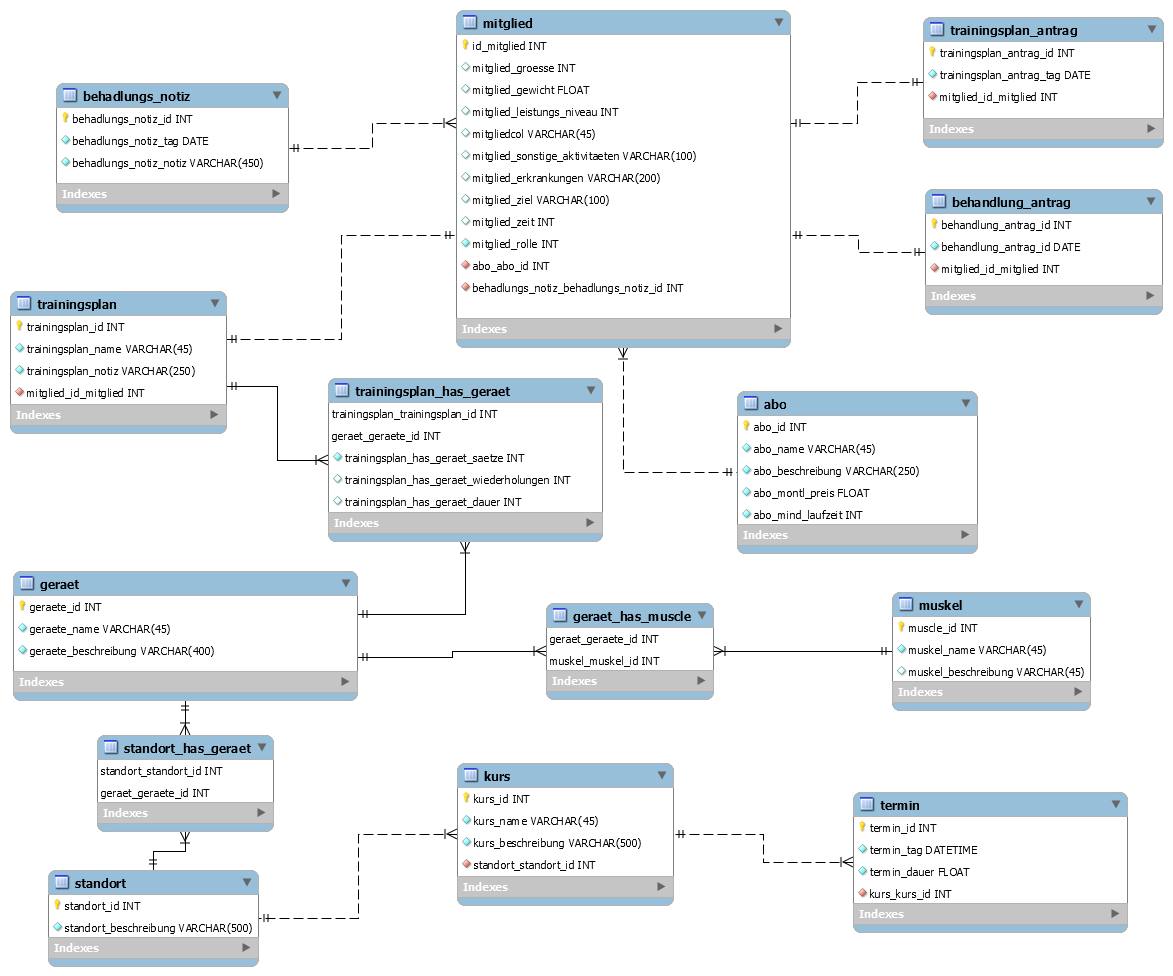 mitglied
id_mitglied INT
mitglied_groesse INT
mitglied_gewicht FLOAT
mitglied_leistungs_niveau INT
mitgliedcol VARCHAR(45)
mitglied_sonstige_aktivitaeten VARCHAR(100)
mitglied_erkrankungen VARCHAR(200)
mitglied_ziel VARCHAR(100)
mitglied_zeit INT
mitglied_rolle INT
abo_abo_id INT
behadlungs_notiz_behadlungs_notiz_id INT
Indexes
trainingsplan_antrag
trainingsplan_antrag_id INT
trainingsplan_antrag_tag DATE
mitglied_id_mitglied INT
Indexes
behadlungs_notiz
behadlungs_notiz_id INT
behadlungs_notiz_tag DATE
behadlungs_notiz_notiz VARCHAR(450)
Indexes
behandlung_antrag
behandlung_antrag_id INT
behandlung_antrag_id DATE
mitglied_id_mitglied INT
Indexes
trainingsplan
trainingsplan_id INT
trainingsplan_name VARCHAR(45)
trainingsplan_notiz VARCHAR(250)
mitglied_id_mitglied INT
Indexes
trainingsplan_has_geraet
trainingsplan_trainingsplan_id INT
geraet_geraete_id INT
trainingsplan_has_geraet_saetze INT
trainingsplan_has_geraet_wiederholungen INT
trainingsplan_has_geraet_dauer INT
Indexes
abo
abo_id INT
abo_name VARCHAR(45)
abo_beschreibung VARCHAR(250)
abo_montl_preis FLOAT
abo_mind_laufzeit INT
Indexes
geraet
geraete_id INT
geraete_name VARCHAR(45)
geraete_beschreibung VARCHAR(400)
Indexes
geraet_has_muscle
geraet_geraete_id INT
muskel_muskel_id INT
Indexes
muskel
muscle_id INT
muskel_name VARCHAR(45)
muskel_beschreibung VARCHAR(45)
Indexes
standort_has_geraet
standort_standort_id INT
geraet_geraete_id INT
Indexes
kurs
kurs_id INT
kurs_name VARCHAR(45)
kurs_beschreibung VARCHAR(500)
standort_standort_id INT
Indexes
termin
termin_id INT
termin_tag DATETIME
termin_dauer FLOAT
kurs_kurs_id INT
Indexes
standort
standort_id INT
standort_beschreibung VARCHAR(500)
Indexes